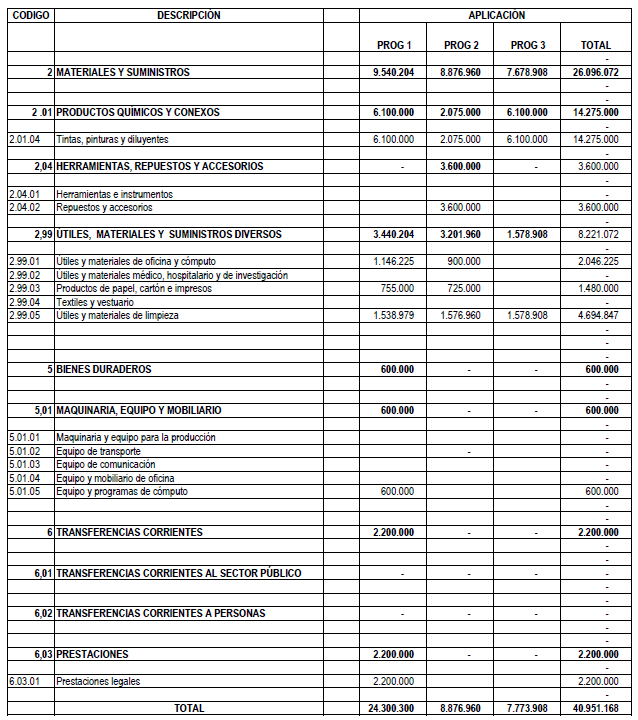 CODIGO DESCRIPCIÓN APLICACIÓN
PROG 1 PROG 2 PROG 3 TOTAL
-
2 MATERIALES Y SUMINISTROS 9.540.204 8.876.960 7.678.908 26.096.072
-
-
2 .01 PRODUCTOS QUÍMICOS Y CONEXOS 6.100.000 2.075.000 6.100.000 14.275.000
-
2.01.04 Tintas, pinturas y diluyentes 6.100.000 2.075.000 6.100.000 14.275.000
-
2,04 HERRAMIENTAS, REPUESTOS Y ACCESORIOS - 3.600.000 - 3.600.000
-
2.04.01 Herramientas e instrumentos -
2.04.02 Repuestos y accesorios 3.600.000 3.600.000
-
2,99 ÚTILES, MATERIALES Y SUMINISTROS DIVERSOS 3.440.204 3.201.960 1.578.908 8.221.072
-
2.99.01 Útiles y materiales de oficina y cómputo 1.146.225 900.000 2.046.225
2.99.02 Útiles y materiales médico, hospitalario y de investigación -
2.99.03 Productos de papel, cartón e impresos 755.000 725.000 1.480.000
2.99.04 Textiles y vestuario -
2.99.05 Útiles y materiales de limpieza 1.538.979 1.576.960 1.578.908 4.694.847
-
-
-
5 BIENES DURADEROS 600.000 - - 600.000
-
-
5,01 MAQUINARIA, EQUIPO Y MOBILIARIO 600.000 - - 600.000
-
5.01.01 Maquinaria y equipo para la producción -
5.01.02 Equipo de transporte - -
5.01.03 Equipo de comunicación -
5.01.04 Equipo y mobiliario de oficina -
5.01.05 Equipo y programas de cómputo 600.000 600.000
-
-
6 TRANSFERENCIAS CORRIENTES 2.200.000 - - 2.200.000
-
-
6,01 TRANSFERENCIAS CORRIENTES AL SECTOR PÚBLICO - - - -
-
-
6,02 TRANSFERENCIAS CORRIENTES A PERSONAS - - - -
-
-
6,03 PRESTACIONES 2.200.000 - - 2.200.000
-
6.03.01 Prestaciones legales 2.200.000 2.200.000
-
TOTAL 24.300.300 8.876.960 7.773.908 40.951.168